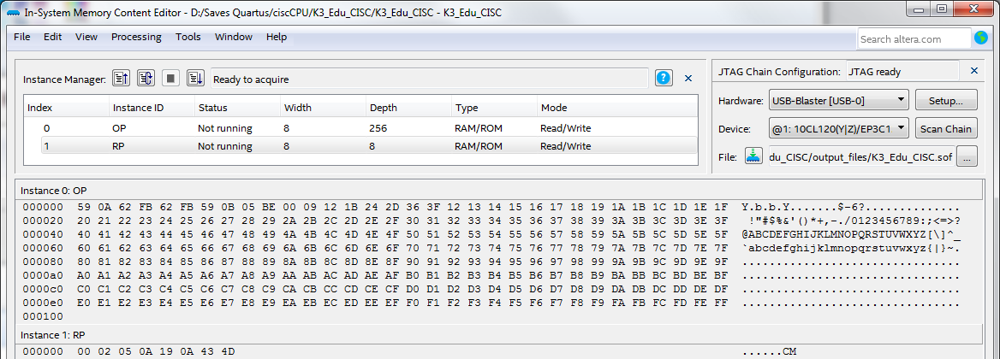 In-System Memory Content Editor - D:/Saves Quartus/ciscCPU/K3_Edu_CISC/K3_Edu_CISC - K3_Edu_CISC
File Edit View Processing Tools Window Help
Search altera.com
Instance Manager: Ready to acquire
JTAG Chain Configuration: JTAG ready
Index Instance ID Status Width Depth Type Mode
0 OP Not running 8 256 RAM/ROM Read/Write
1 RP Not running 8 8 RAM/ROM Read/Write
Hardware: USB-Blaster [USB-0] Setup...
Device: @1: 10CL120(Y|Z)/EP3C1 Scan Chain
File: du_CISC/output_files/K3_Edu_CISC.sof ...
Instance 0: OP
000000 59 0A 62 FB 62 FB 59 0B 05 BE 00 09 12 1B 24 2D 36 3F 12 13 14 15 16 17 18 19 1A 1B 1C 1D 1E 1F Y.b.b.Y.......$-6?..............
000020 20 21 22 23 24 25 26 27 28 29 2A 2B 2C 2D 2E 2F 30 31 32 33 34 35 36 37 38 39 3A 3B 3C 3D 3E 3F !"#$%&'()*+,-./0123456789:;<=>?
000040 40 41 42 43 44 45 46 47 48 49 4A 4B 4C 4D 4E 4F 50 51 52 53 54 55 56 57 58 59 5A 5B 5C 5D 5E 5F @ABCDEFGHIJKLMNOPQRSTUVWXYZ[\]^_
000060 60 61 62 63 64 65 66 67 68 69 6A 6B 6C 6D 6E 6F 70 71 72 73 74 75 76 77 78 79 7A 7B 7C 7D 7E 7F `abcdefghijklmnopqrstuvwxyz{|}~.
000080 80 81 82 83 84 85 86 87 88 89 8A 8B 8C 8D 8E 8F 90 91 92 93 94 95 96 97 98 99 9A 9B 9C 9D 9E 9F ................................
0000a0 A0 A1 A2 A3 A4 A5 A6 A7 A8 A9 AA AB AC AD AE AF B0 B1 B2 B3 B4 B5 B6 B7 B8 B9 BA BB BC BD BE BF ................................
0000c0 C0 C1 C2 C3 C4 C5 C6 C7 C8 C9 CA CB CC CD CE CF D0 D1 D2 D3 D4 D5 D6 D7 D8 D9 DA DB DC DD DE DF ................................
0000e0 E0 E1 E2 E3 E4 E5 E6 E7 E8 E9 EA EB EC ED EE EF F0 F1 F2 F3 F4 F5 F6 F7 F8 F9 FA FB FC FD FE FF ................................
000100
Instance 1: RP
000000 00 02 05 0A 19 0A 43 4D ......CM